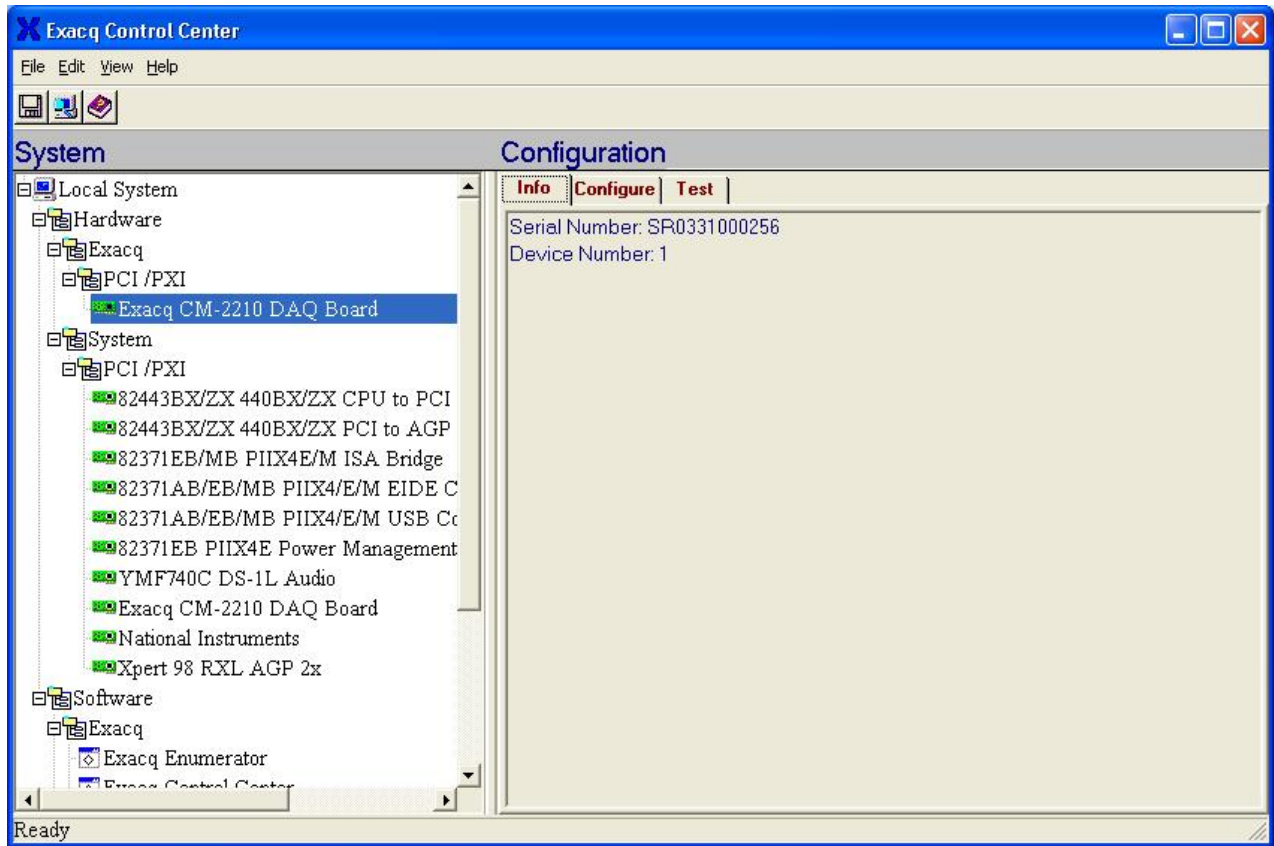 Exacq Control Center
File Edit View Help
System
Configuration
Local System
Hardware
Exacq
PCI /PXI
Exacq CM-2210 DAQ Board
System
PCI /PXI
82443BX/ZX 440BX/ZX CPU to PCI
82443BX/ZX 440BX/ZX PCI to AGP
82371EB/MB PIIX4E/M ISA Bridge
82371AB/EB/MB PIIX4/E/M EIDE C
82371AB/EB/MB PIIX4/E/M USB Co
82371EB PIIX4E Power Management
YMF740C DS-1L Audio
Exacq CM-2210 DAQ Board
National Instruments
Xpert 98 RXL AGP 2x
Software
Exacq
Exacq Enumerator
Exacq Control Center
Info Configure Test
Serial Number: SR0331000256
Device Number: 1
Ready